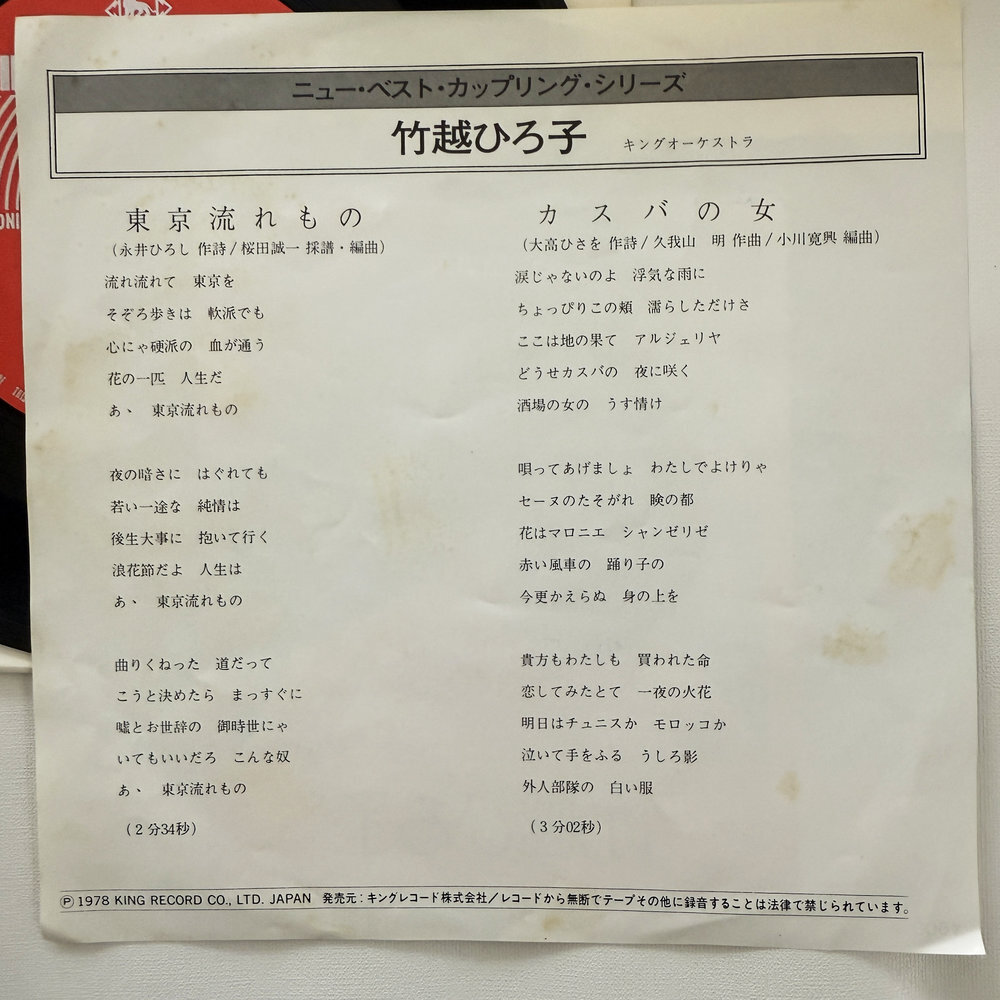 ニュー・ベスト・カップリング・シリーズ
竹越ひろ子 キングオーケストラ
東京流れもの
(永井ひろし 作詩/桜田誠一 採譜・編曲)
流れ流れて 東京を
そぞろ歩きは 軟派でも
心にゃ硬派の 血が通う
花の一匹 人生だ
あゝ 東京流れもの
夜の暗さに はぐれても
若い一途な 純情は
後生大事に 抱いて行く
浪花節だよ 人生は
あゝ 東京流れもの
曲りくねった 道だって
こうと決めたら まっすぐに
嘘とお世辞の 御時世にゃ
いてもいいだろ こんな奴
あゝ 東京流れもの
(2分34秒)
カスバの女
(大高ひさを 作詩/久我山 明 作曲/小川寛興 編曲)
涙じゃないのよ 浮気な雨に
ちょっぴりこの頬 濡らしただけさ
ここは地の果て アルジェリヤ
どうせカスバの 夜に咲く
酒場の女の うす情け
唄ってあげましょ わたしでよけりゃ
セーヌのたそがれ 瞼の都
花はマロニエ シャンゼリゼ
赤い風車の 踊り子の
今更かえらぬ 身の上を
貴方もわたしも 買われた命
恋してみたとて 一夜の火花
明日はチュニスか モロッコか
泣いて手をふる うしろ影
外人部隊の 白い服
(3分02秒)
Ⓟ1978 KING RECORD CO., LTD. JAPAN 発売元:キングレコード株式会社/レコードから無断でテープその他に録音することは法律で禁じられています。